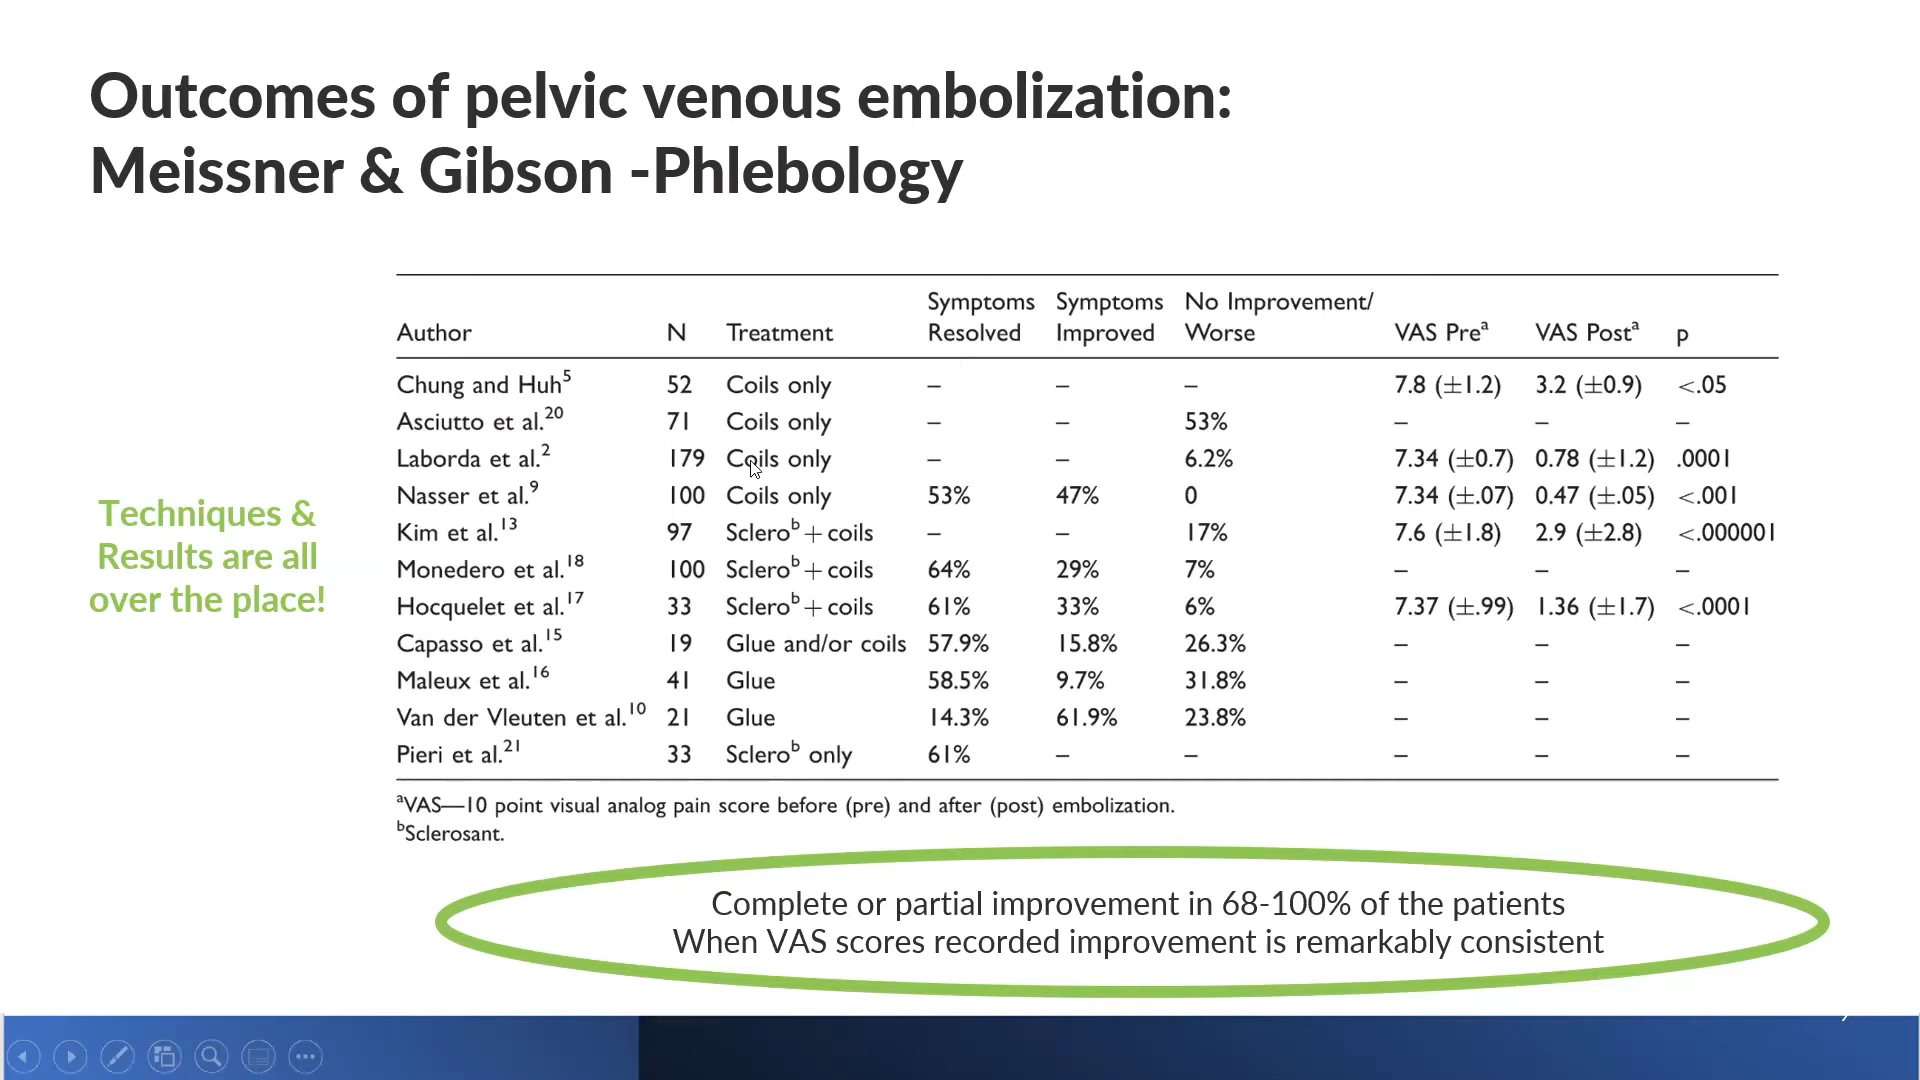 Outcomes of pelvic venous embolization:
Meissner & Gibson -Phlebology
Techniques &
Results are all
over the place!
Author N Treatment Symptoms Resolved Symptoms Improved No Improvement/ Worse VAS Preᵃ VAS Postᵃ p
Chung and Huh⁵ 52 Coils only – – – 7.8 (±1.2) 3.2 (±0.9) <.05
Asciutto et al.²⁰ 71 Coils only – – 53% – – –
Laborda et al.² 179 Coils only – – 6.2% 7.34 (±0.7) 0.78 (±1.2) .0001
Nasser et al.⁹ 100 Coils only 53% 47% 0 7.34 (±.07) 0.47 (±.05) <.001
Kim et al.¹³ 97 Scleroᵇ + coils – – 17% 7.6 (±1.8) 2.9 (±2.8) <.000001
Monedero et al.¹⁸ 100 Scleroᵇ + coils 64% 29% 7% – – –
Hocquelet et al.¹⁷ 33 Scleroᵇ + coils 61% 33% 6% 7.37 (±.99) 1.36 (±1.7) <.0001
Capasso et al.¹⁵ 19 Glue and/or coils 57.9% 15.8% 26.3% – – –
Maleux et al.¹⁶ 41 Glue 58.5% 9.7% 31.8% – – –
Van der Vleuten et al.¹⁰ 21 Glue 14.3% 61.9% 23.8% – – –
Pieri et al.²¹ 33 Scleroᵇ only 61% – – – – –
ᵃVAS—10 point visual analog pain score before (pre) and after (post) embolization.
ᵇSclerosant.
Complete or partial improvement in 68-100% of the patients
When VAS scores recorded improvement is remarkably consistent